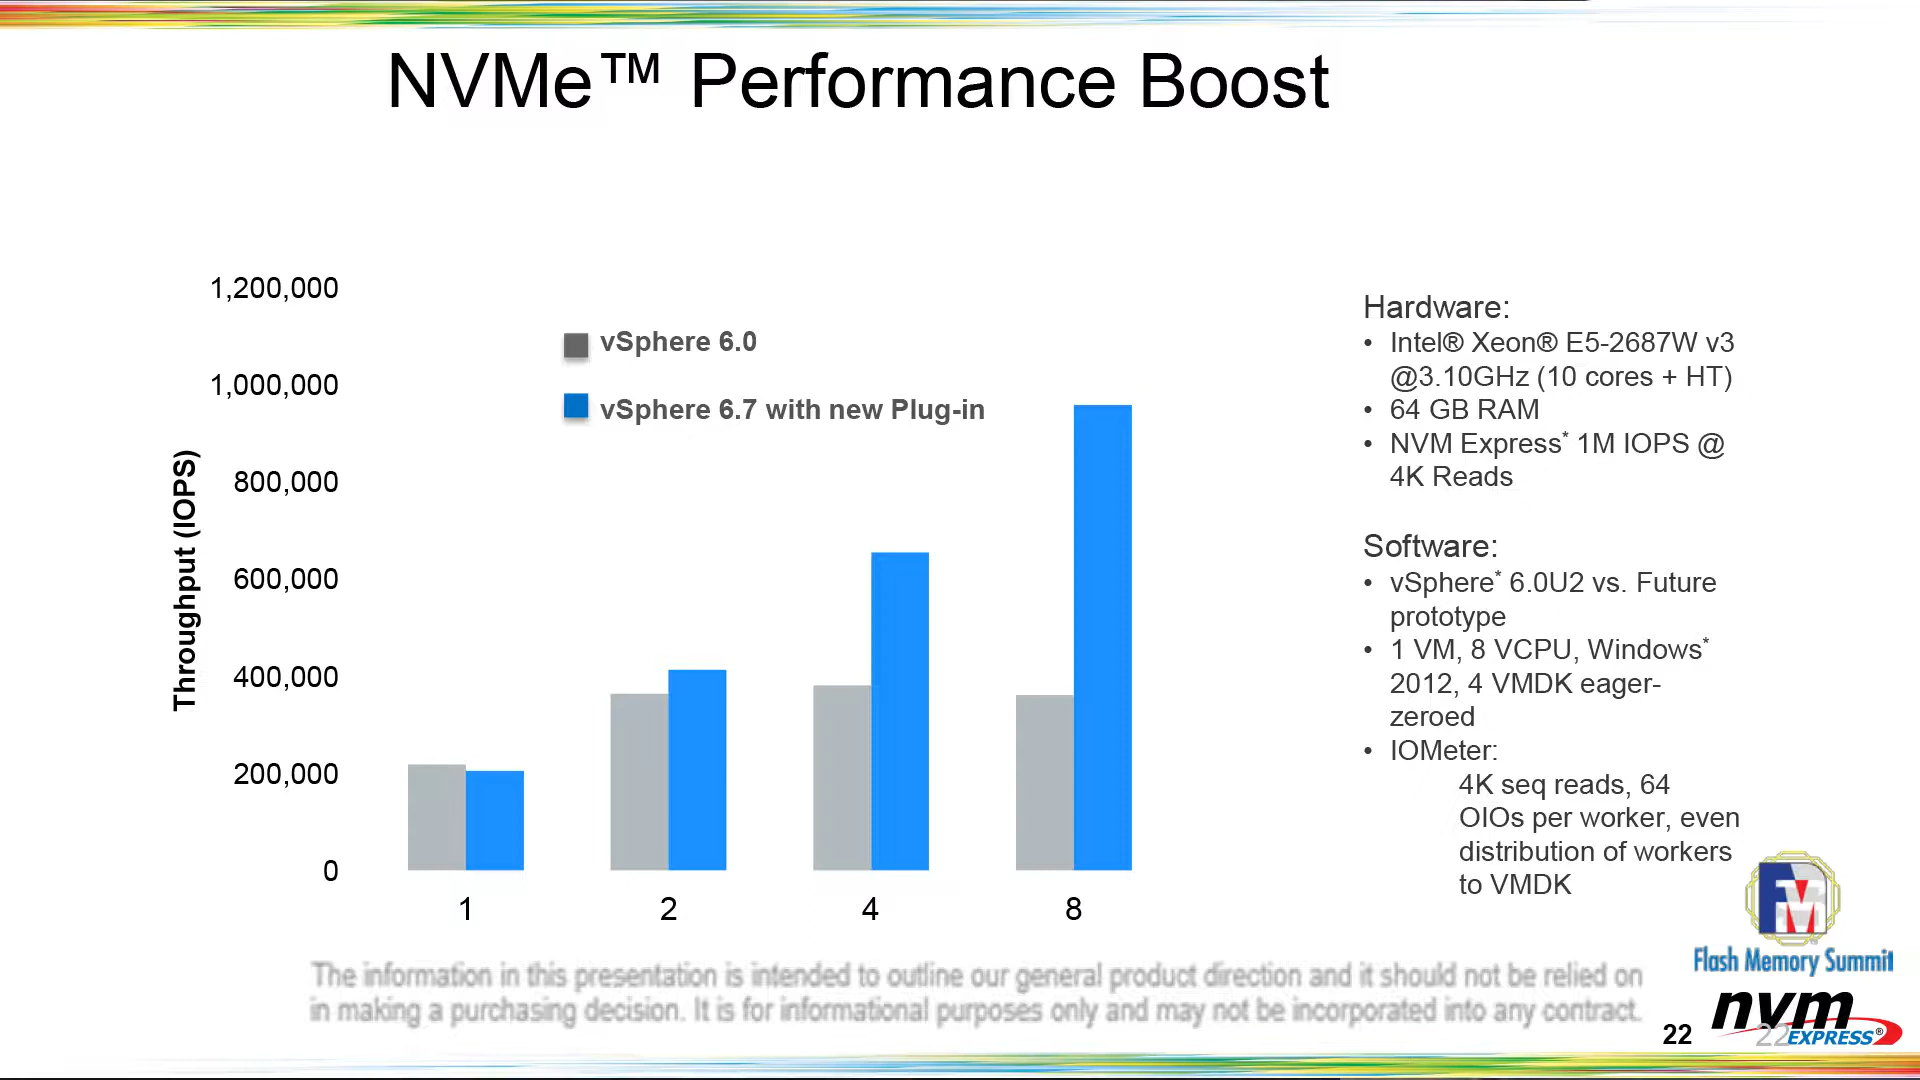 NVMe™ Performance Boost
1,200,000
1,000,000
800,000
600,000
400,000
200,000
0
Throughput (IOPS)
vSphere 6.0
vSphere 6.7 with new Plug-in
1 2 4 8
Hardware:
• Intel® Xeon® E5-2687W v3
@3.10GHz (10 cores + HT)
• 64 GB RAM
• NVM Express* 1M IOPS @
4K Reads
Software:
• vSphere* 6.0U2 vs. Future
prototype
• 1 VM, 8 VCPU, Windows*
2012, 4 VMDK eager-
zeroed
• IOMeter:
4K seq reads, 64
OIOs per worker, even
distribution of workers
to VMDK
The information in this presentation is intended to outline our general product direction and it should not be relied on
in making a purchasing decision. It is for informational purposes only and may not be incorporated into any contract.
FMS
Flash Memory Summit
22
nvm
22
EXPRESS®